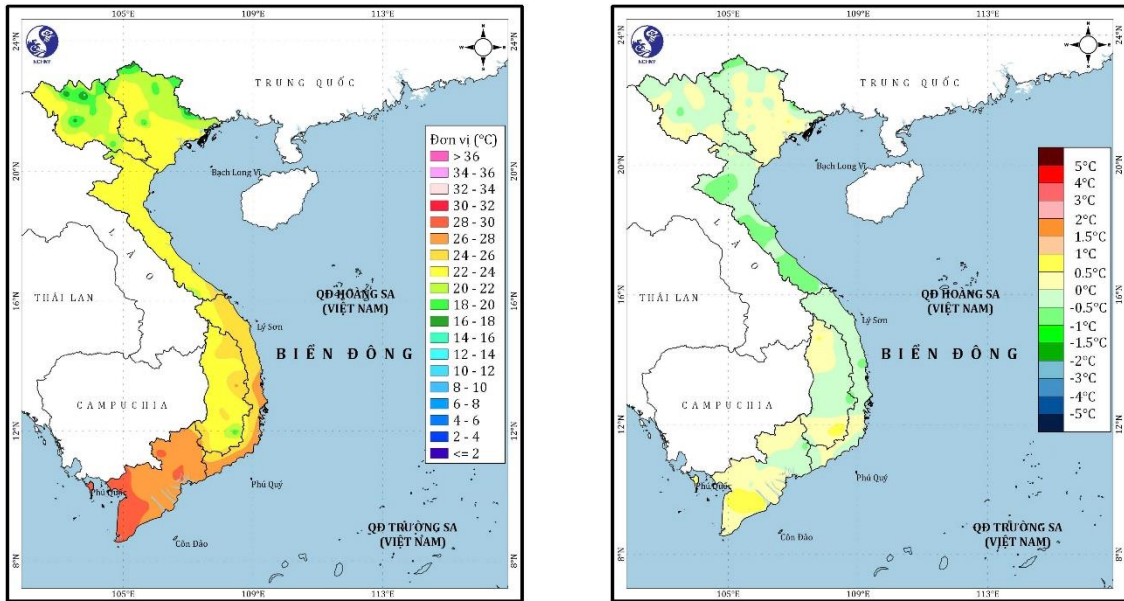 105°E 109°E 113°E
24°N
N
W E
S
TRUNG QUỐC
Đơn vị (°C)
> 36
34 - 36
32 - 34
30 - 32
28 - 30
26 - 28
24 - 26
22 - 24
20 - 22
18 - 20
16 - 18
14 - 16
12 - 14
10 - 12
8 - 10
6 - 8
4 - 6
2 - 4
<= 2
20°N
Bạch Long Vĩ
LÀO
THÁI LAN
16°N
QĐ HOÀNG SA
(VIỆT NAM)
Lý Sơn
BIỂN ĐÔNG
CAMPUCHIA
12°N
Phú Quốc
Phú Quý
QĐ TRƯỜNG SA
(VIỆT NAM)
Côn Đảo
8°N
105°E 109°E 113°E
105°E 109°E 113°E
24°N
N
W E
S
TRUNG QUỐC
20°N
Bạch Long Vĩ
5°C
4°C
3°C
2°C
1.5°C
1°C
0.5°C
0°C
-0.5°C
-1°C
-1.5°C
-2°C
-3°C
-4°C
-5°C
LÀO
THÁI LAN
16°N
QĐ HOÀNG SA
(VIỆT NAM)
Lý Sơn
BIỂN ĐÔNG
CAMPUCHIA
12°N
Phú Quốc
Phú Quý
QĐ TRƯỜNG SA
(VIỆT NAM)
Côn Đảo
8°N
105°E 109°E 113°E